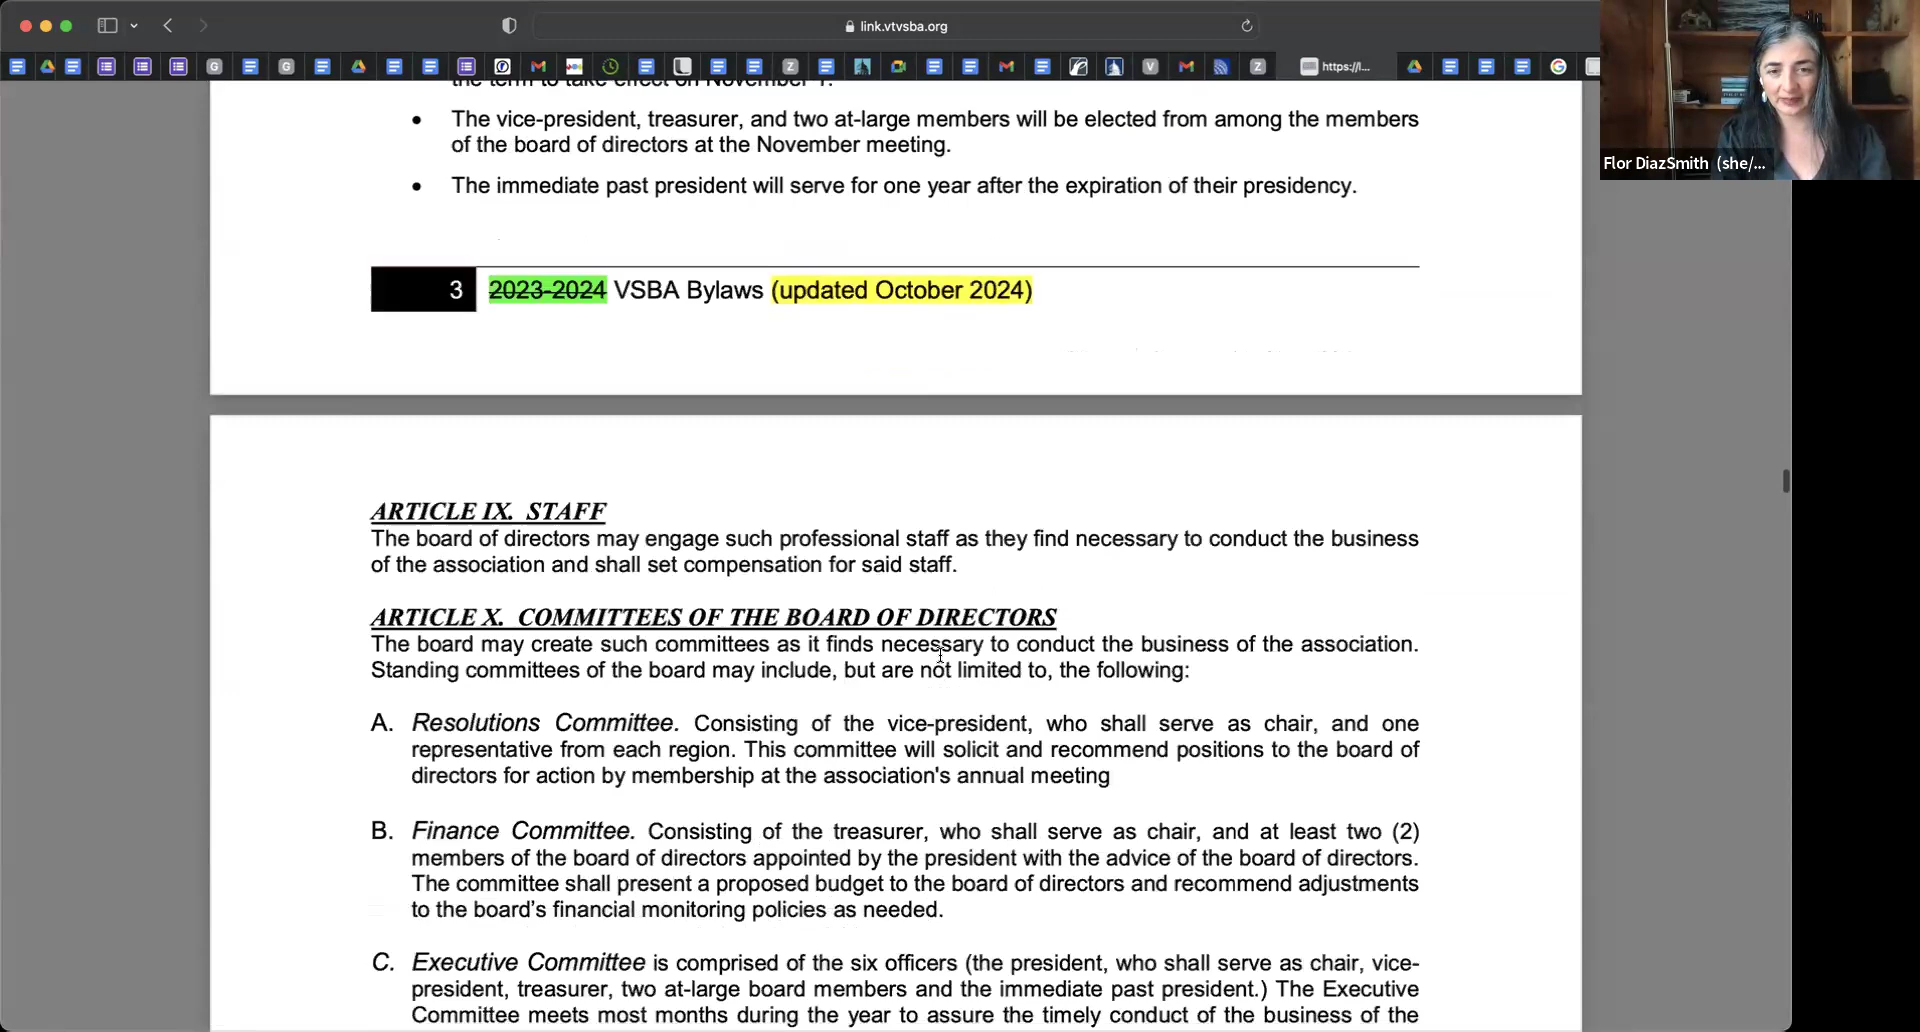 link.vtvsba.org
https://l...
the term to take effect on November 1.
• The vice-president, treasurer, and two at-large members will be elected from among the members
of the board of directors at the November meeting.
• The immediate past president will serve for one year after the expiration of their presidency.
3 2023-2024 VSBA Bylaws (updated October 2024)
ARTICLE IX. STAFF
The board of directors may engage such professional staff as they find necessary to conduct the business
of the association and shall set compensation for said staff.
ARTICLE X. COMMITTEES OF THE BOARD OF DIRECTORS
The board may create such committees as it finds necessary to conduct the business of the association.
Standing committees of the board may include, but are not limited to, the following:
A. Resolutions Committee. Consisting of the vice-president, who shall serve as chair, and one
representative from each region. This committee will solicit and recommend positions to the board of
directors for action by membership at the association's annual meeting
B. Finance Committee. Consisting of the treasurer, who shall serve as chair, and at least two (2)
members of the board of directors appointed by the president with the advice of the board of directors.
The committee shall present a proposed budget to the board of directors and recommend adjustments
to the board’s financial monitoring policies as needed.
C. Executive Committee is comprised of the six officers (the president, who shall serve as chair, vice-
president, treasurer, two at-large board members and the immediate past president.) The Executive
Committee meets most months during the year to assure the timely conduct of the business of the
Flor DiazSmith (she/...